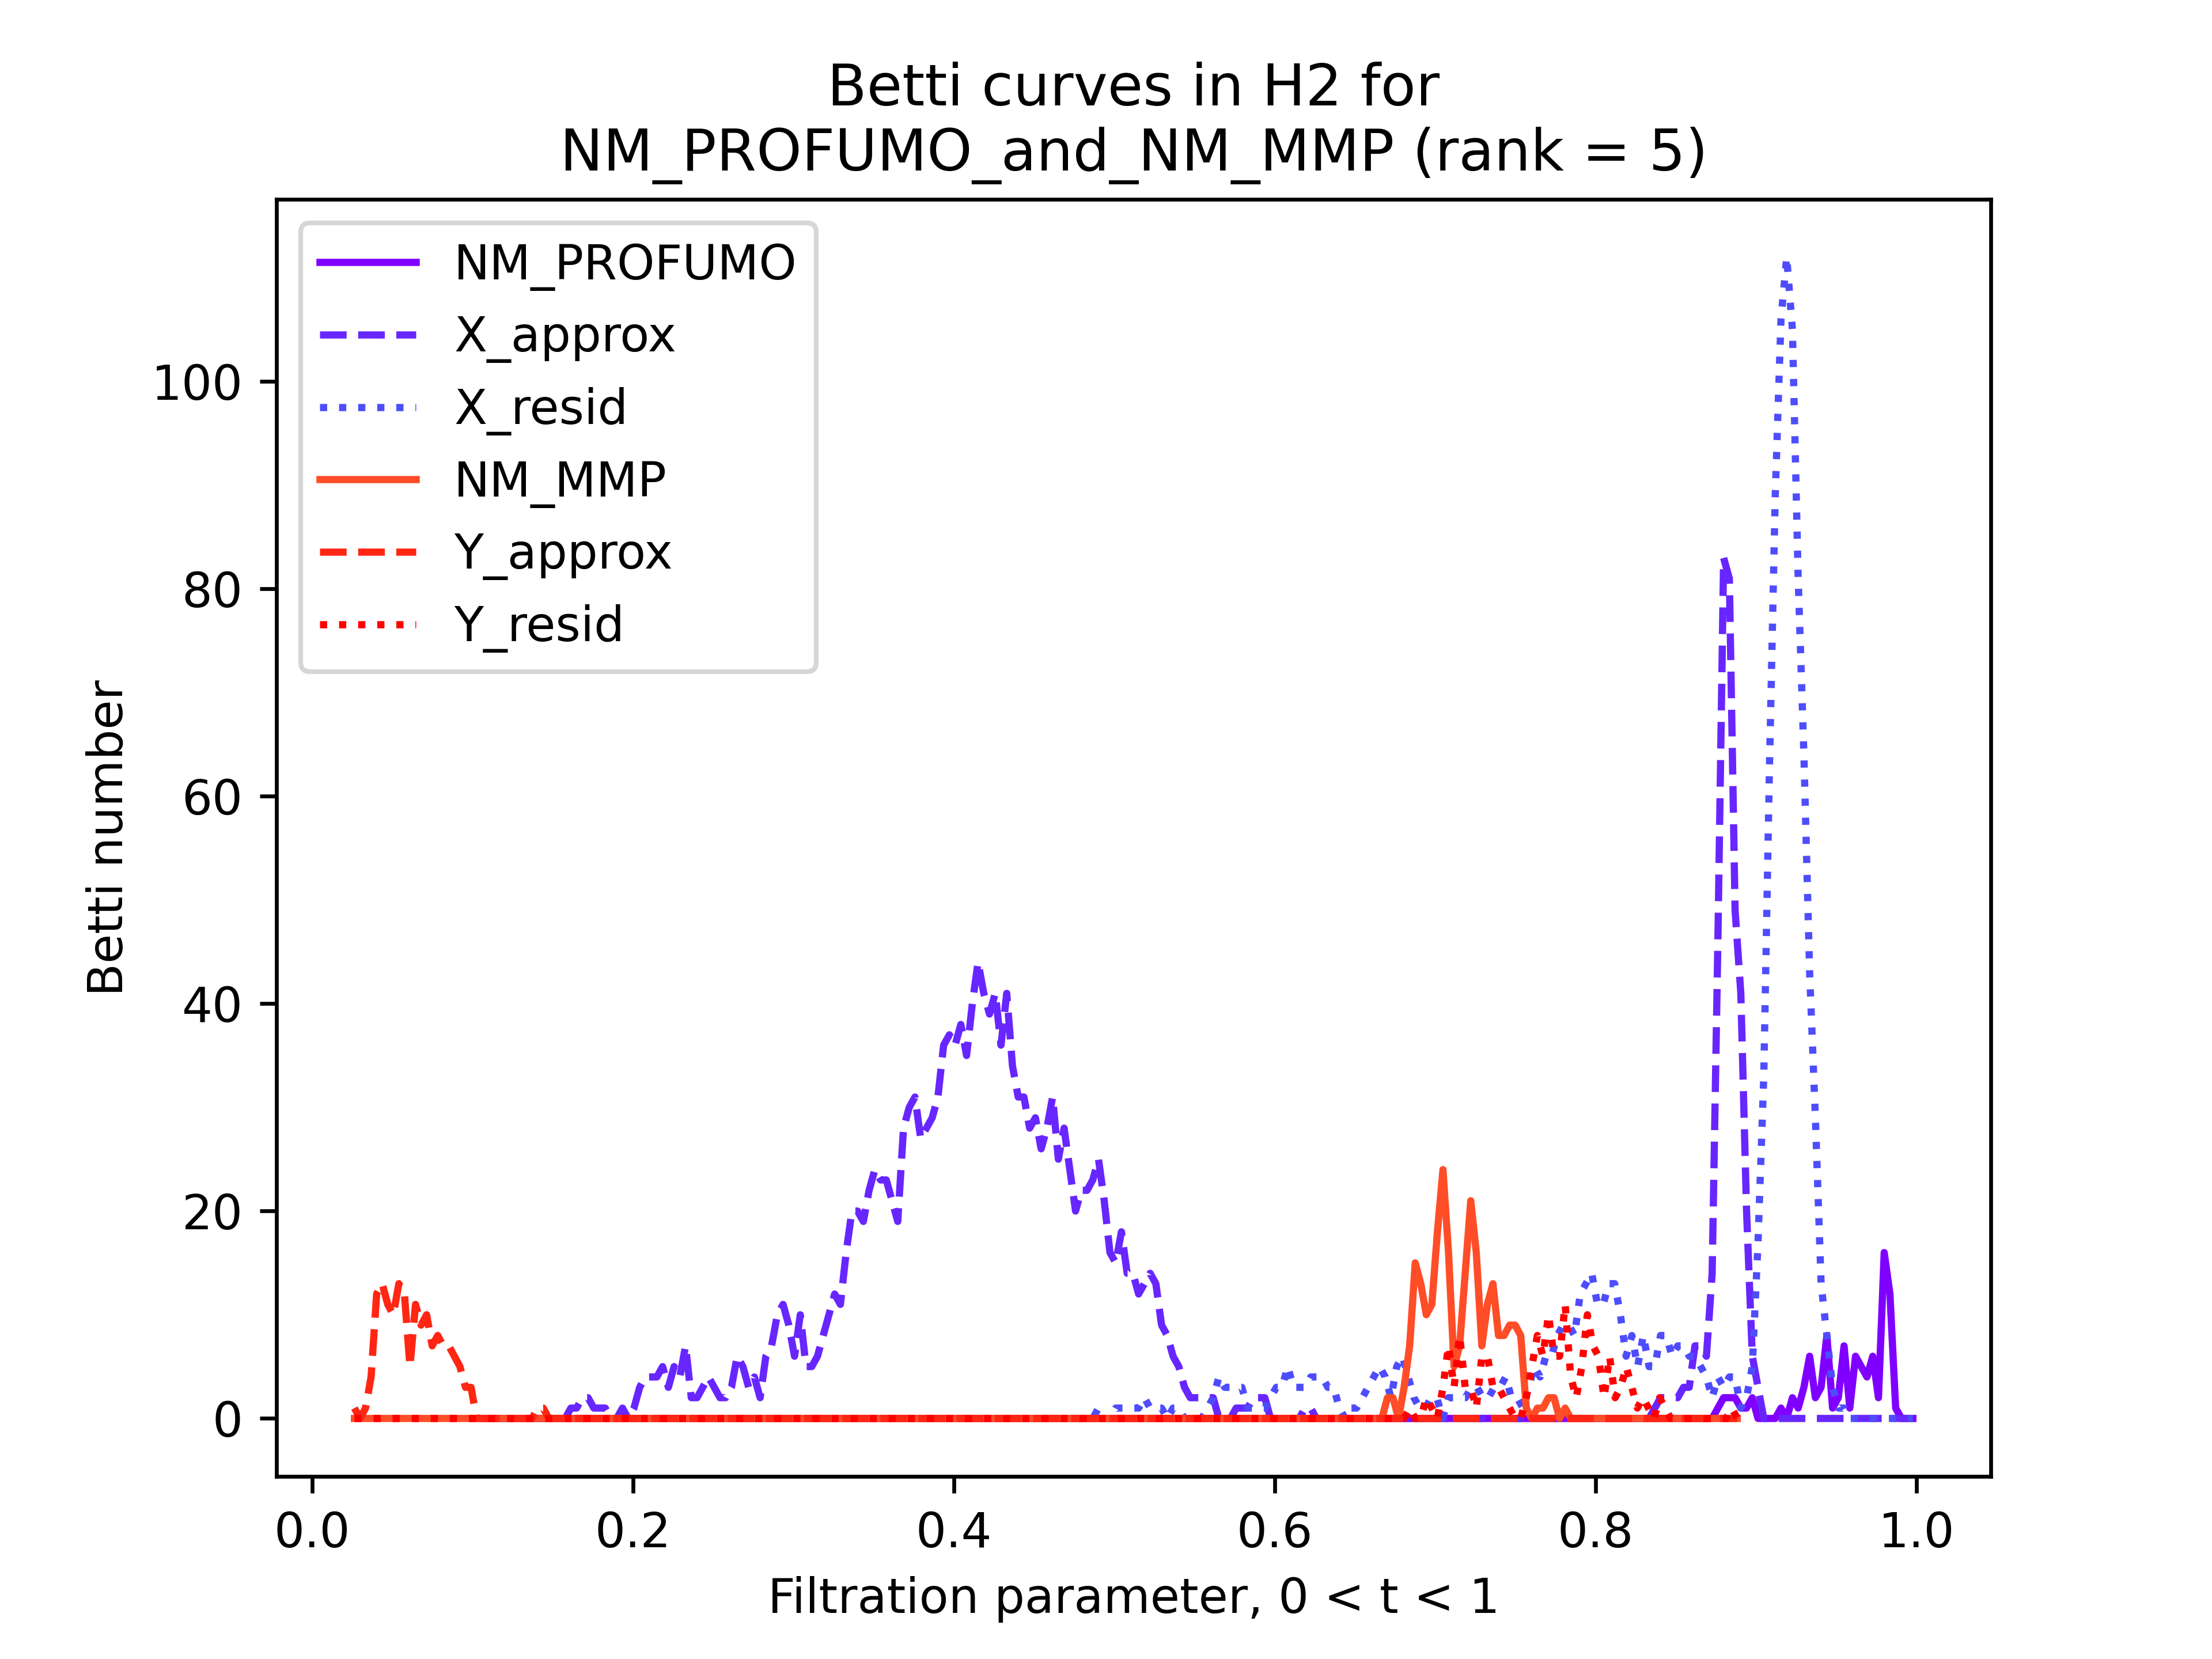 Betti curves in H2 for
NM_PROFUMO_and_NM_MMP (rank = 5)
NM_PROFUMO
X_approx
X_resid
NM_MMP
Y_approx
Y_resid
Betti number
100
80
60
40
20
0
0.0 0.2 0.4 0.6 0.8 1.0
Filtration parameter, 0 < t < 1